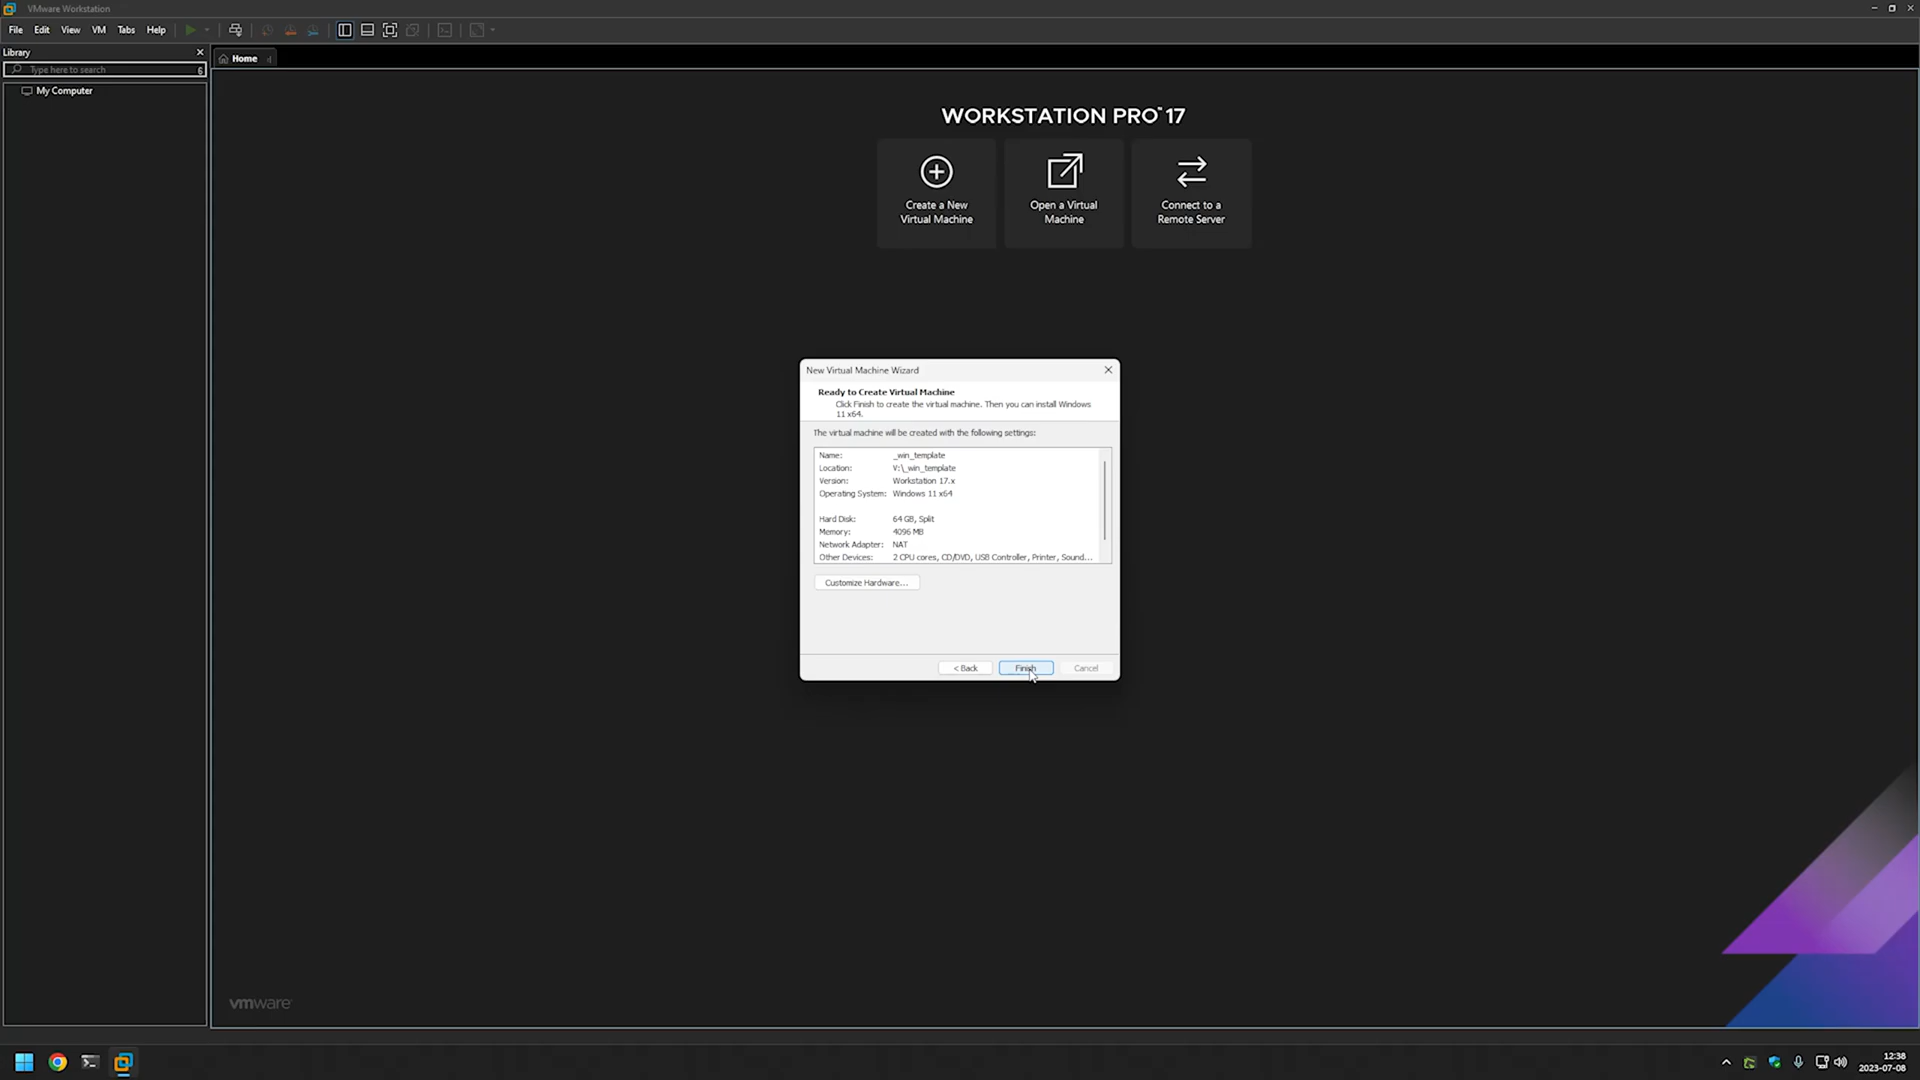 VMware Workstation
File Edit View VM Tabs Help
Library
Type here to search
My Computer
Home
WORKSTATION PRO™ 17
Create a New
Virtual Machine
Open a Virtual
Machine
Connect to a
Remote Server
New Virtual Machine Wizard
Ready to Create Virtual Machine
Click Finish to create the virtual machine. Then you can install Windows
11 x64.
The virtual machine will be created with the following settings:
Name: _win_template
Location: V:\_win_template
Version: Workstation 17.x
Operating System: Windows 11 x64
Hard Disk: 64 GB, Split
Memory: 4096 MB
Network Adapter: NAT
Other Devices: 2 CPU cores, CD/DVD, USB Controller, Printer, Sound...
Customize Hardware...
< Back Finish Cancel
vmware
12:38
2023-07-08